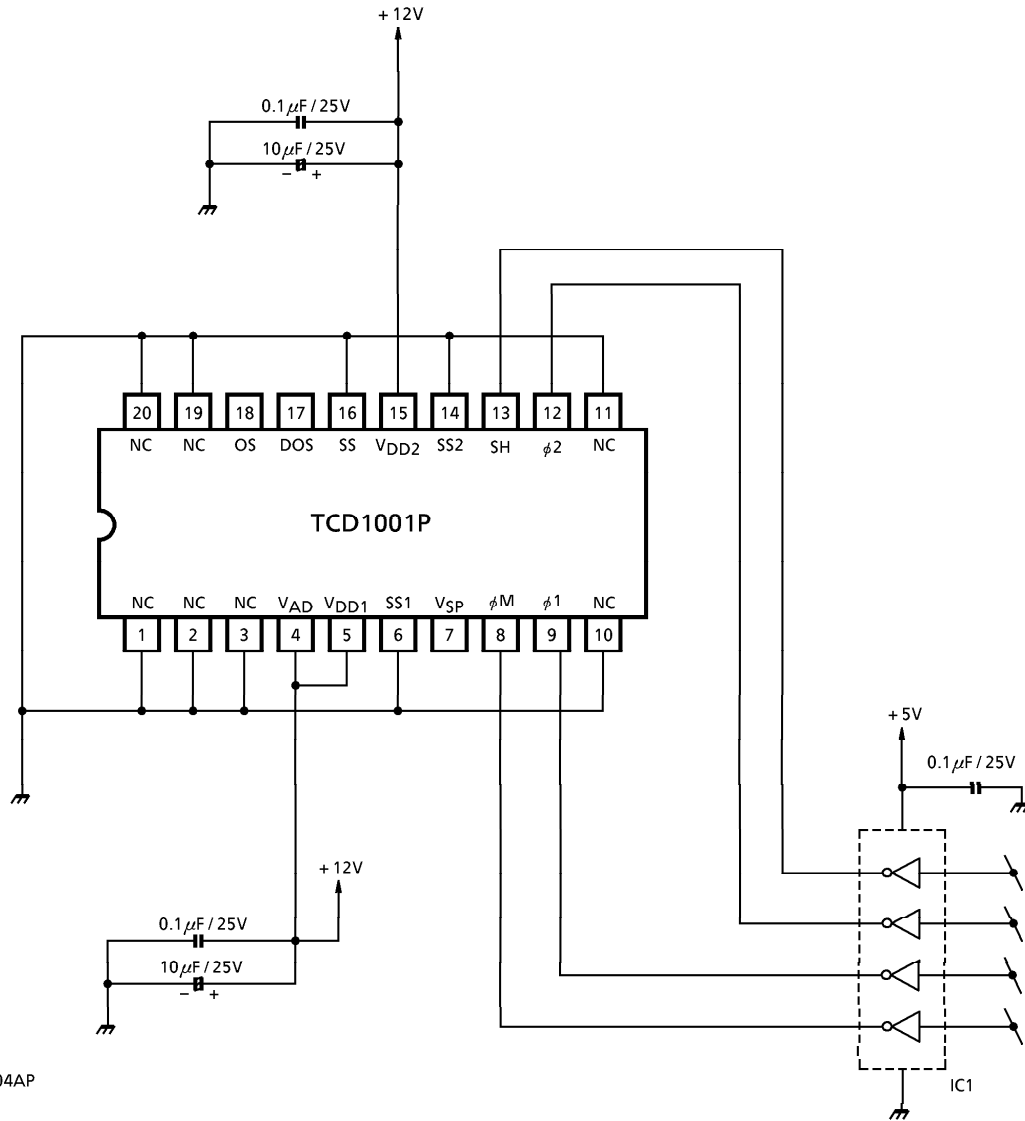 +12V
0.1μF/25V
10μF/25V
− +
20 19 18 17 16 15 14 13 12 11
NC NC OS DOS SS VDD2 SS2 SH ϕ2 NC
TCD1001P
NC NC NC VAD VDD1 SS1 VSP ϕM ϕ1 NC
1 2 3 4 5 6 7 8 9 10
+5V
0.1μF/25V
+12V
0.1μF/25V
10μF/25V
− +
04AP
IC1